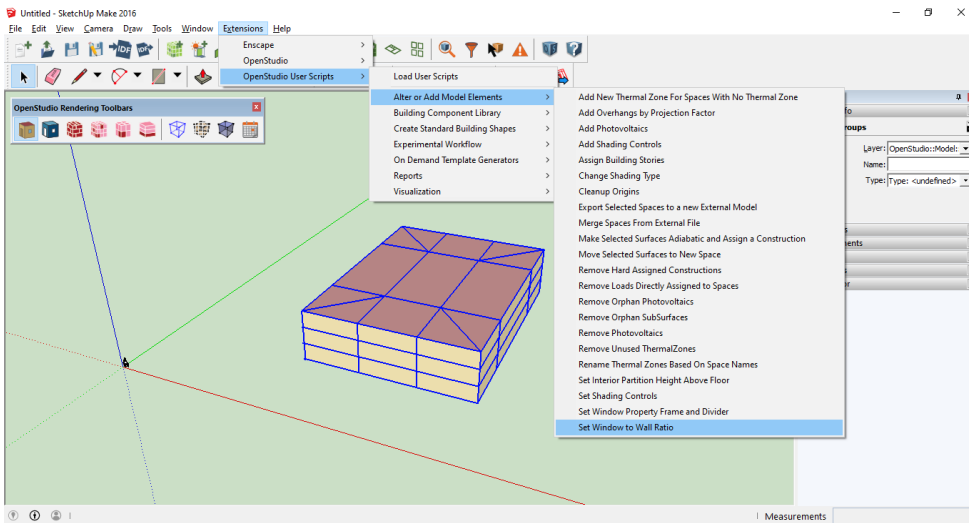 Untitled - SketchUp Make 2016
File Edit View Camera Draw Tools Window Extensions Help
Enscape
OpenStudio
OpenStudio User Scripts
Load User Scripts
Alter or Add Model Elements
Building Component Library
Create Standard Building Shapes
Experimental Workflow
On Demand Template Generators
Reports
Visualization
Add New Thermal Zone For Spaces With No Thermal Zone
Add Overhangs by Projection Factor
Add Photovoltaics
Add Shading Controls
Assign Building Stories
Change Shading Type
Cleanup Origins
Export Selected Spaces to a new External Model
Merge Spaces From External File
Make Selected Surfaces Adiabatic and Assign a Construction
Move Selected Surfaces to New Space
Remove Hard Assigned Constructions
Remove Loads Directly Assigned to Spaces
Remove Orphan Photovoltaics
Remove Orphan SubSurfaces
Remove Photovoltaics
Remove Unused ThermalZones
Rename Thermal Zones Based On Space Names
Set Interior Partition Height Above Floor
Set Shading Controls
Set Window Property Frame and Divider
Set Window to Wall Ratio
OpenStudio Rendering Toolbars
IDF
fo
roups
Layer: OpenStudio::Model:
Name:
Type: Type: <undefined>
s
ents
s
or
Measurements